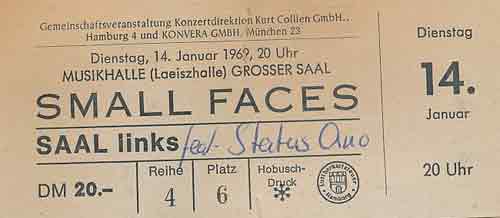 Gemeinschaftsveranstaltung Konzertdirektion Kurt Collien GmbH.,
Hamburg 4 und KONVERA GMBH, München 23
Dienstag, 14. Januar 1969, 20 Uhr
MUSIKHALLE (Laeiszhalle) GROSSER SAAL
SMALL FACES
SAAL links feat. Status Quo
DM 20.-
Reihe
4
Platz
6
Hobusch-
Druck
Dienstag
14.
Januar
20 Uhr